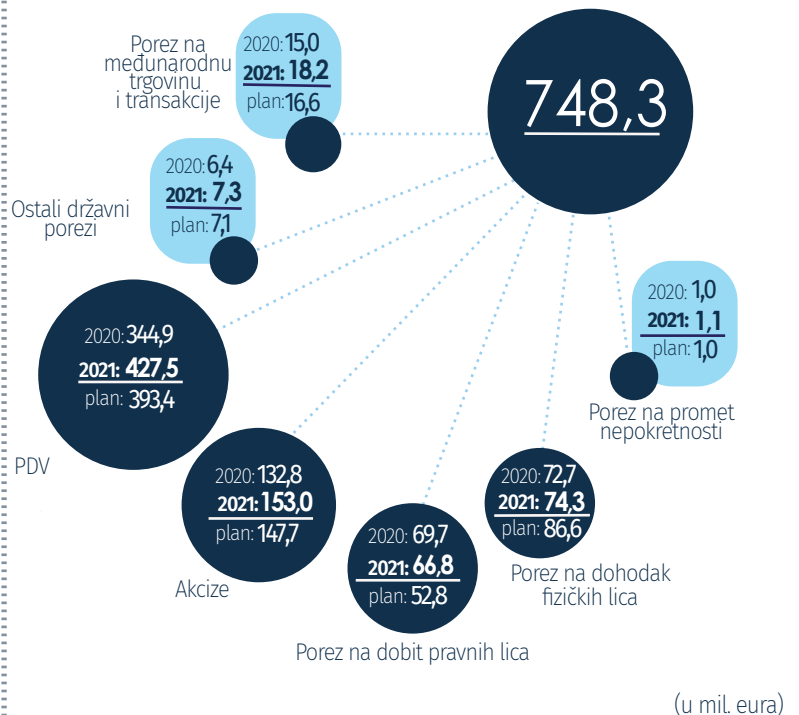 Porez na
međunarodnu
trgovinu
i transakcije
2020: 15,0
2021: 18,2
plan: 16,6
748,3
Ostali državni
porezi
2020: 6,4
2021: 7,3
plan: 7,1
2020: 344,9
2021: 427,5
plan: 393,4
PDV
2020: 132,8
2021: 153,0
plan: 147,7
Akcize
2020: 69,7
2021: 66,8
plan: 52,8
Porez na dobit pravnih lica
2020: 72,7
2021: 74,3
plan: 86,6
Porez na dohodak
fizičkih lica
2020: 1,0
2021: 1,1
plan: 1,0
Porez na promet
nepokretnosti
(u mil. eura)